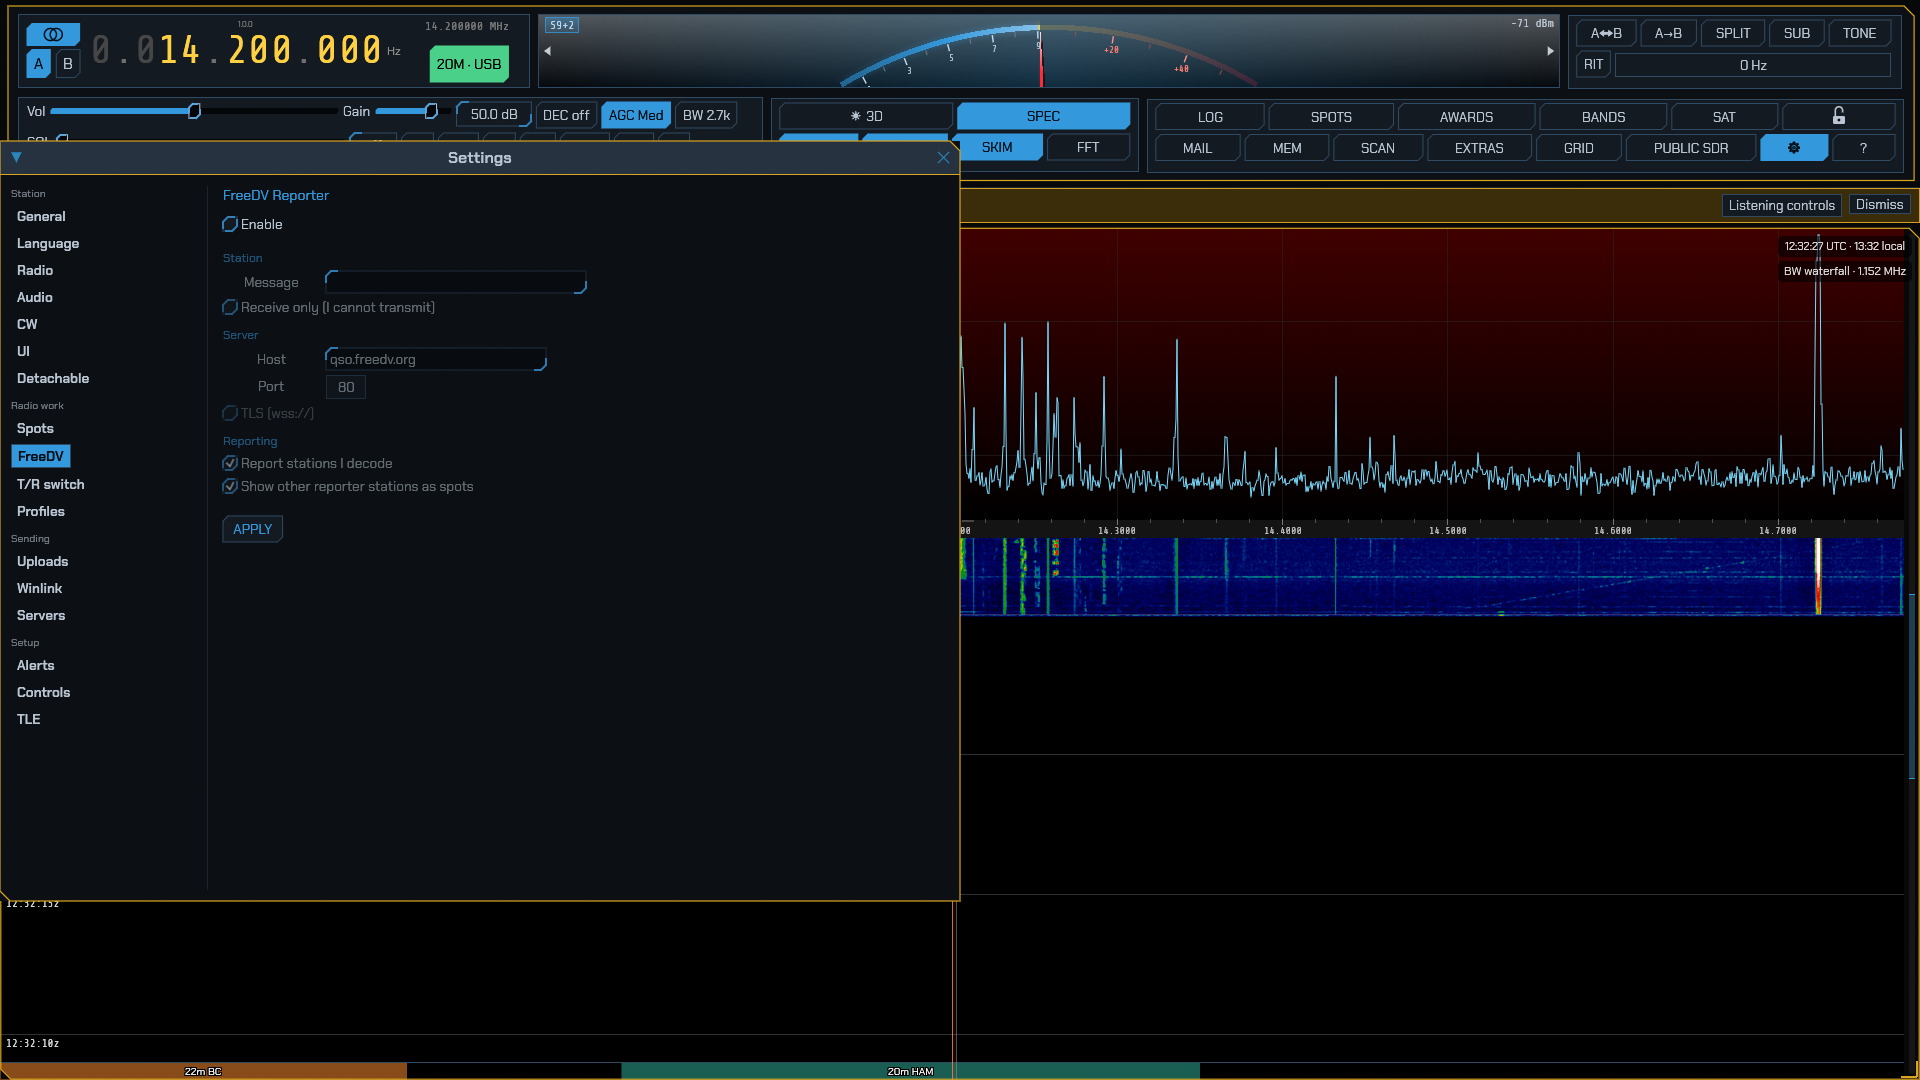 1.0.0
14.200000 MHz
A B
0.014.200.000 Hz
20M · USB
S9+2
-71 dBm
3 5 7 9 +20 +40
A⬌B A→B SPLIT SUB TONE
RIT 0 Hz
Vol Gain 50.0 dB DEC off AGC Med BW 2.7k
3D SPEC
SKIM FFT
LOG SPOTS AWARDS BANDS SAT
MAIL MEM SCAN EXTRAS GRID PUBLIC SDR ?
Settings
Listening controls Dismiss
Station
General
Language
Radio
Audio
CW
UI
Detachable
Radio work
Spots
FreeDV
T/R switch
Profiles
Sending
Uploads
Winlink
Servers
Setup
Alerts
Controls
TLE
FreeDV Reporter
Enable
Station
Message
Receive only (I cannot transmit)
Server
Host qso.freedv.org
Port 80
TLS (wss://)
Reporting
Report stations I decode
Show other reporter stations as spots
APPLY
12:32:27 UTC · 13:32 local
BW waterfall · 1.152 MHz
14.3000 14.4000 14.5000 14.6000 14.7000
12:32:15z
12:32:10z
22m BC 20m HAM